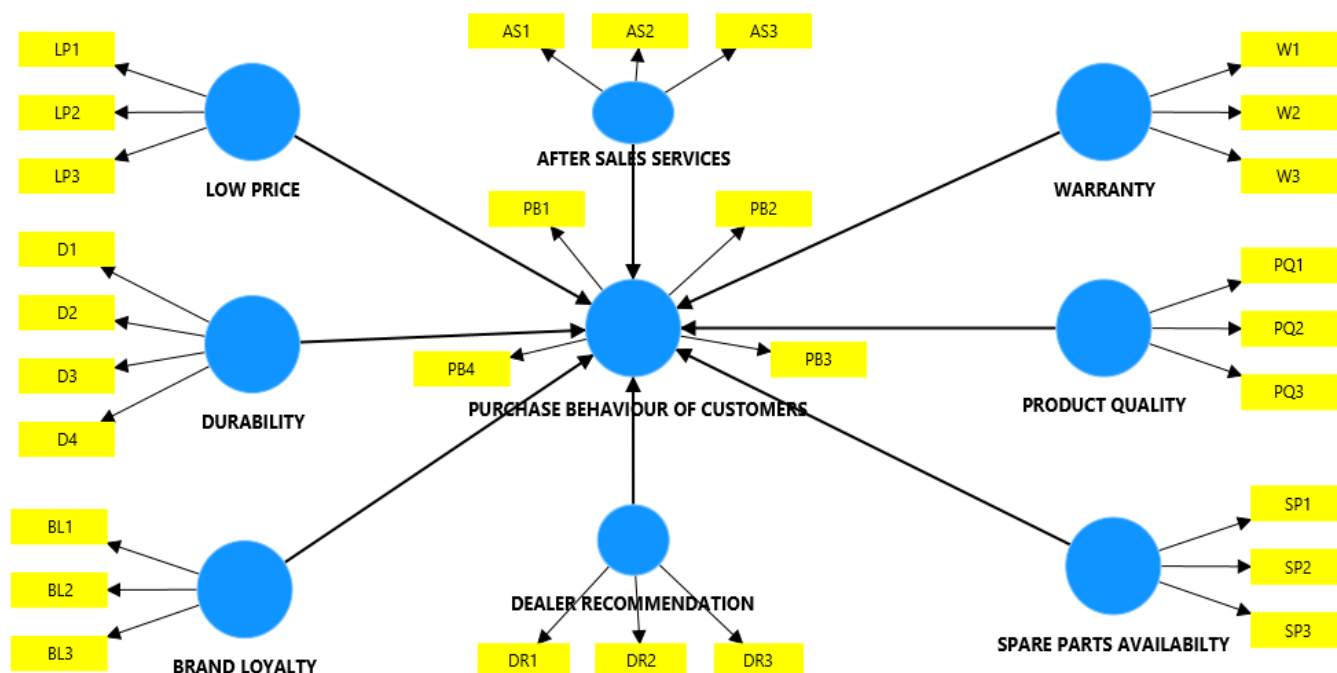 AS1
AS2
AS3
LP1
LP2
LP3
LOW PRICE
AFTER SALES SERVICES
W1
W2
W3
WARRANTY
PB1
PB2
PB3
PB4
PURCHASE BEHAVIOUR OF CUSTOMERS
D1
D2
D3
D4
DURABILITY
PQ1
PQ2
PQ3
PRODUCT QUALITY
BL1
BL2
BL3
BRAND LOYALTY
DEALER RECOMMENDATION
DR1
DR2
DR3
SP1
SP2
SP3
SPARE PARTS AVAILABILTY